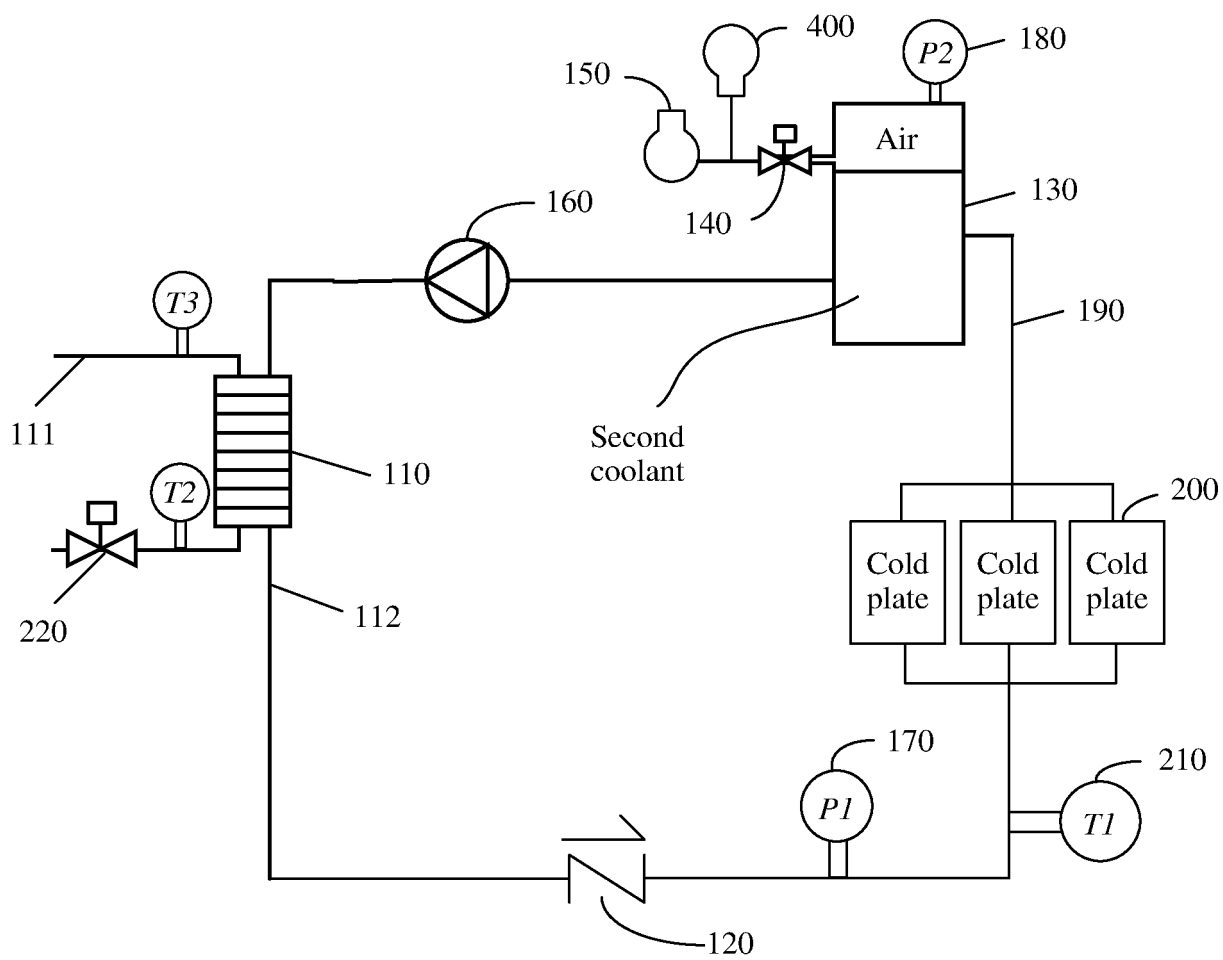 400
P2
180
150
Air
140
130
160
T3
190
111
Second
coolant
110
T2
200
Cold
plate
Cold
plate
Cold
plate
220
112
170
210
P1
T1
120